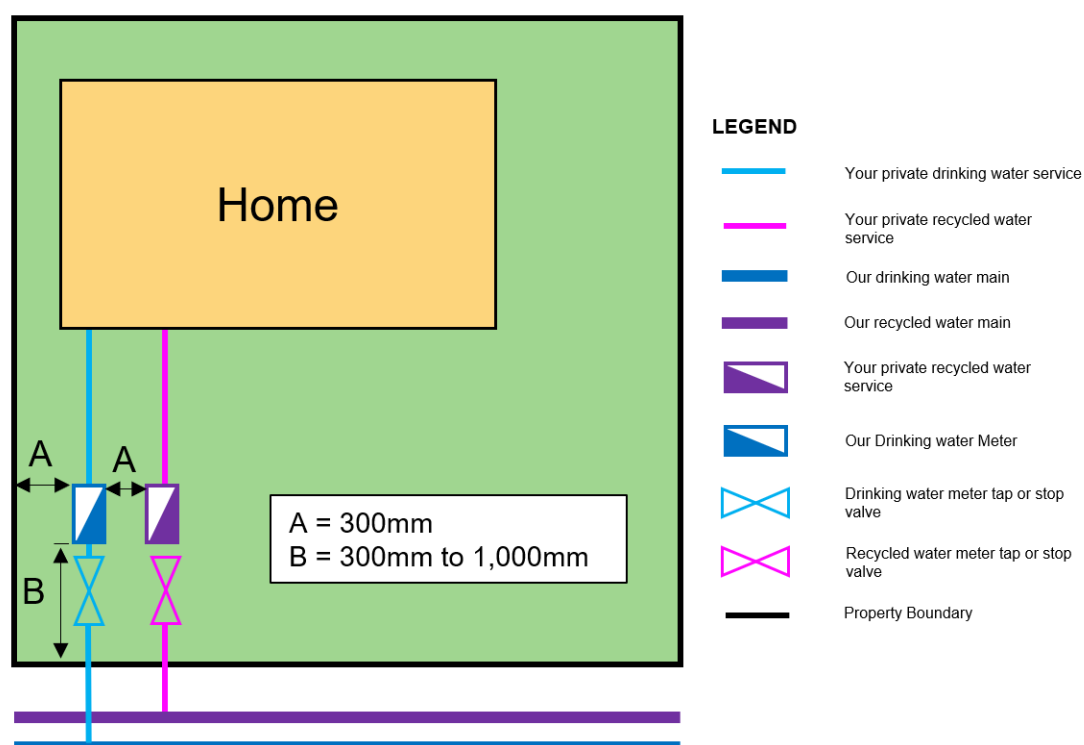 Home
A
A
B
A = 300mm
B = 300mm to 1,000mm
LEGEND
Your private drinking water service
Your private recycled water
service
Our drinking water main
Our recycled water main
Your private recycled water
service
Our Drinking water Meter
Drinking water meter tap or stop
valve
Recycled water meter tap or stop
valve
Property Boundary